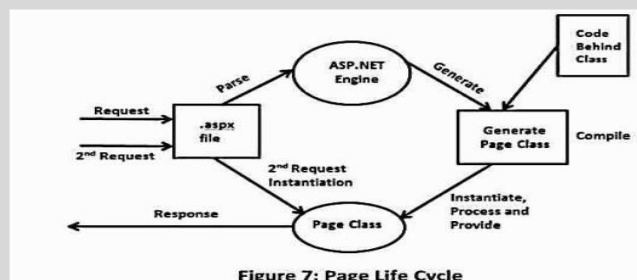 Code
Behind
Class
ASP.NET
Engine
Parse
Generate
Request
2nd Request
.aspx
file
Generate
Page Class
Compile
2nd Request
Instantiation
Instantiate,
Process and
Provide
Response
Page Class
Figure 7: Page Life Cycle